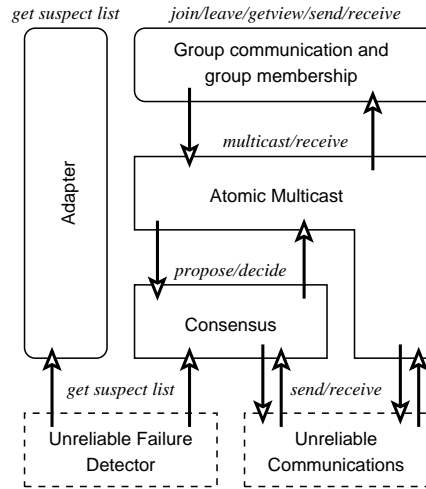 get suspect list
join/leave/getview/send/receive
Group communication and
group membership
multicast/receive
Adapter
Atomic Multicast
propose/decide
Consensus
get suspect list
send/receive
Unreliable Failure
Detector
Unreliable
Communications